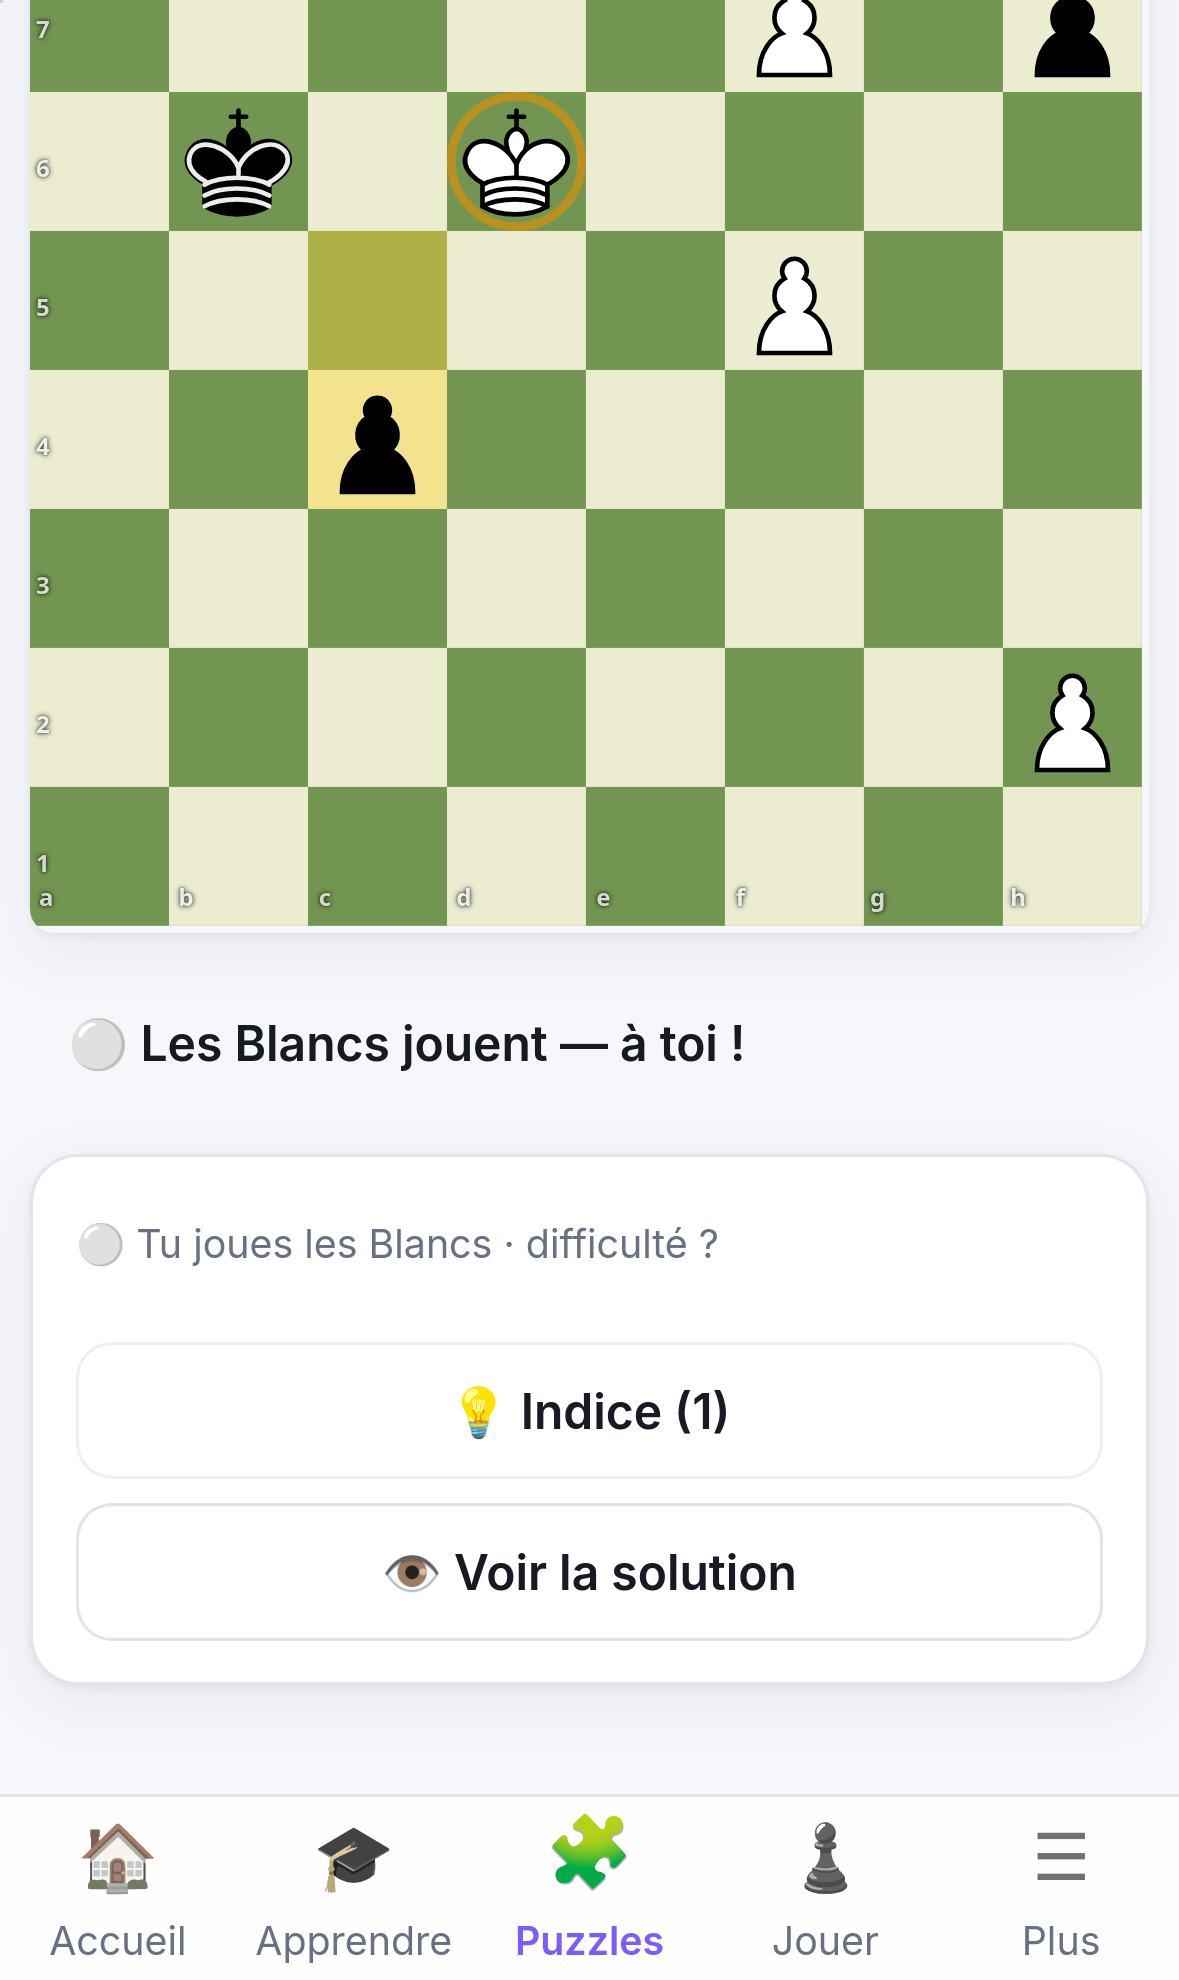 7
6
5
4
3
2
1
a b c d e f g h
Les Blancs jouent — à toi !
Tu joues les Blancs · difficulté ?
Indice (1)
Voir la solution
Accueil Apprendre Puzzles Jouer Plus